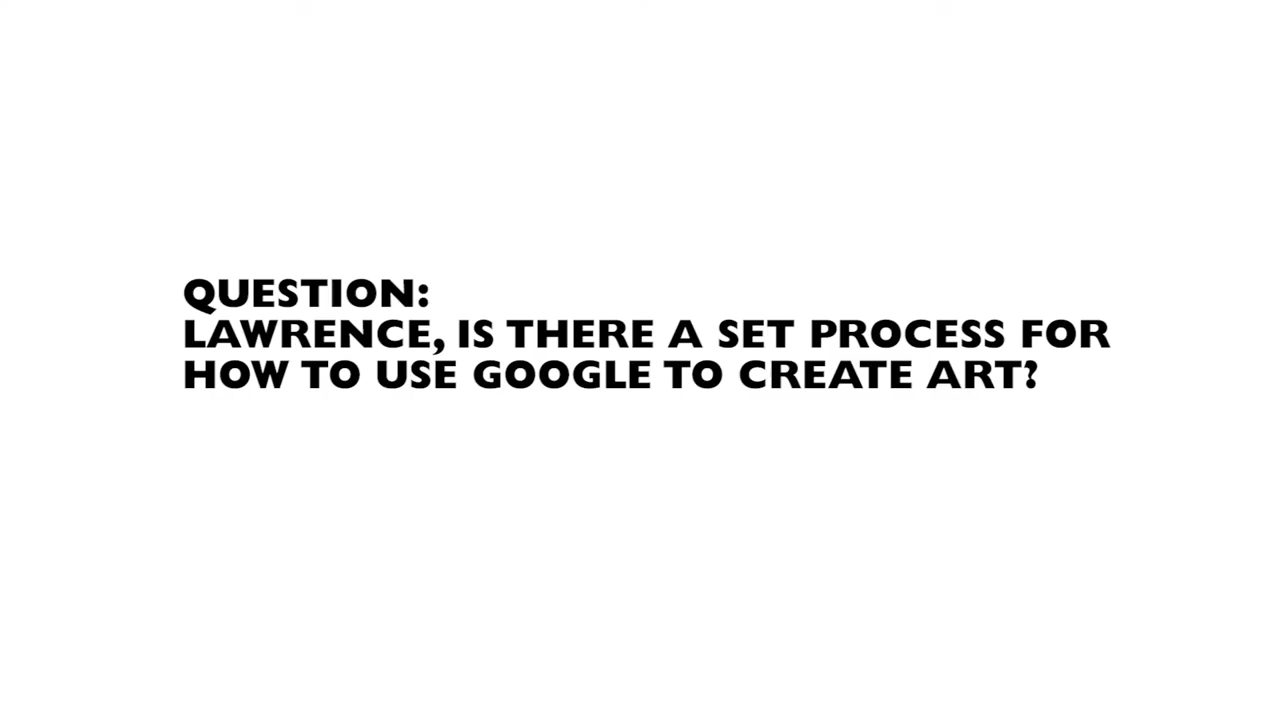 QUESTION:
LAWRENCE, IS THERE A SET PROCESS FOR
HOW TO USE GOOGLE TO CREATE ART?